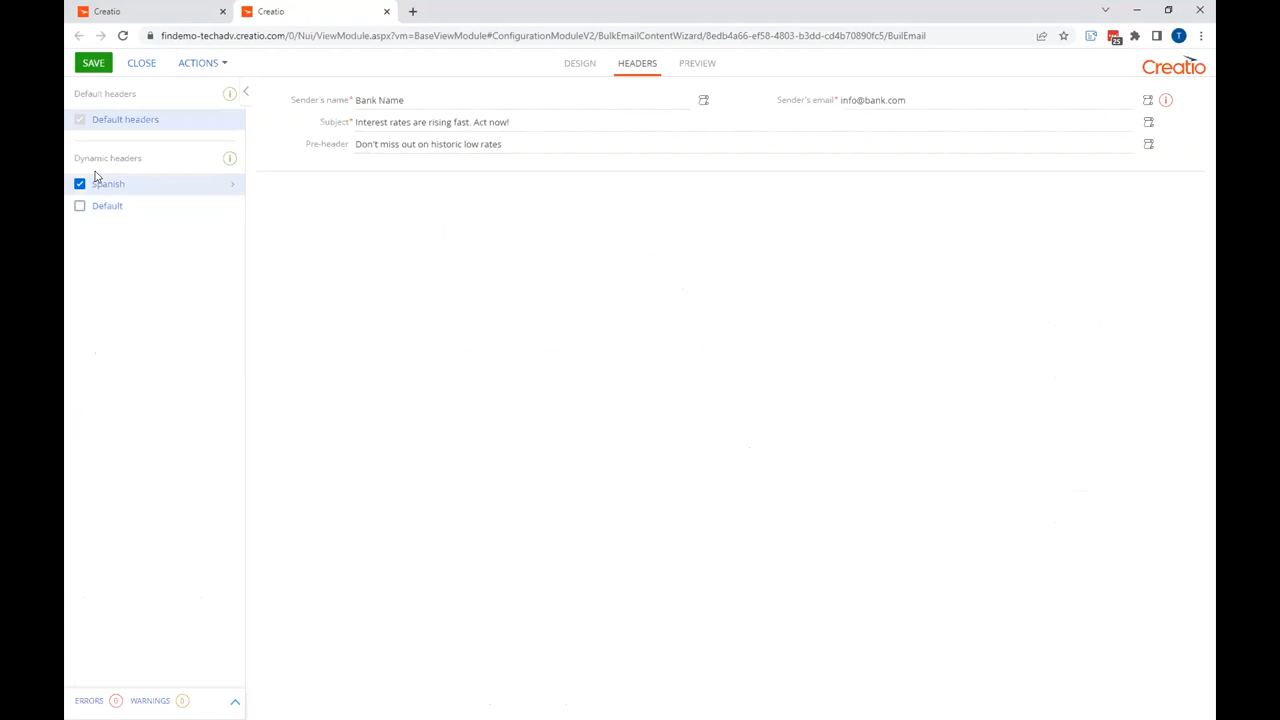 Creatio
Creatio
findemo-techadv.creatio.com/0/Nui/ViewModule.aspx?vm=BaseViewModule#ConfigurationModuleV2/BulkEmailContentWizard/8edb4a66-ef58-4803-b3dd-cd4b70890fc5/BuilEmail
25
T
SAVE
CLOSE
ACTIONS
DESIGN
HEADERS
PREVIEW
Creatio
Default headers
Default headers
Dynamic headers
Spanish
Default
Sender's name* Bank Name
Sender's email* info@bank.com
Subject* Interest rates are rising fast. Act now!
Pre-header Don't miss out on historic low rates
ERRORS 0 WARNINGS 0